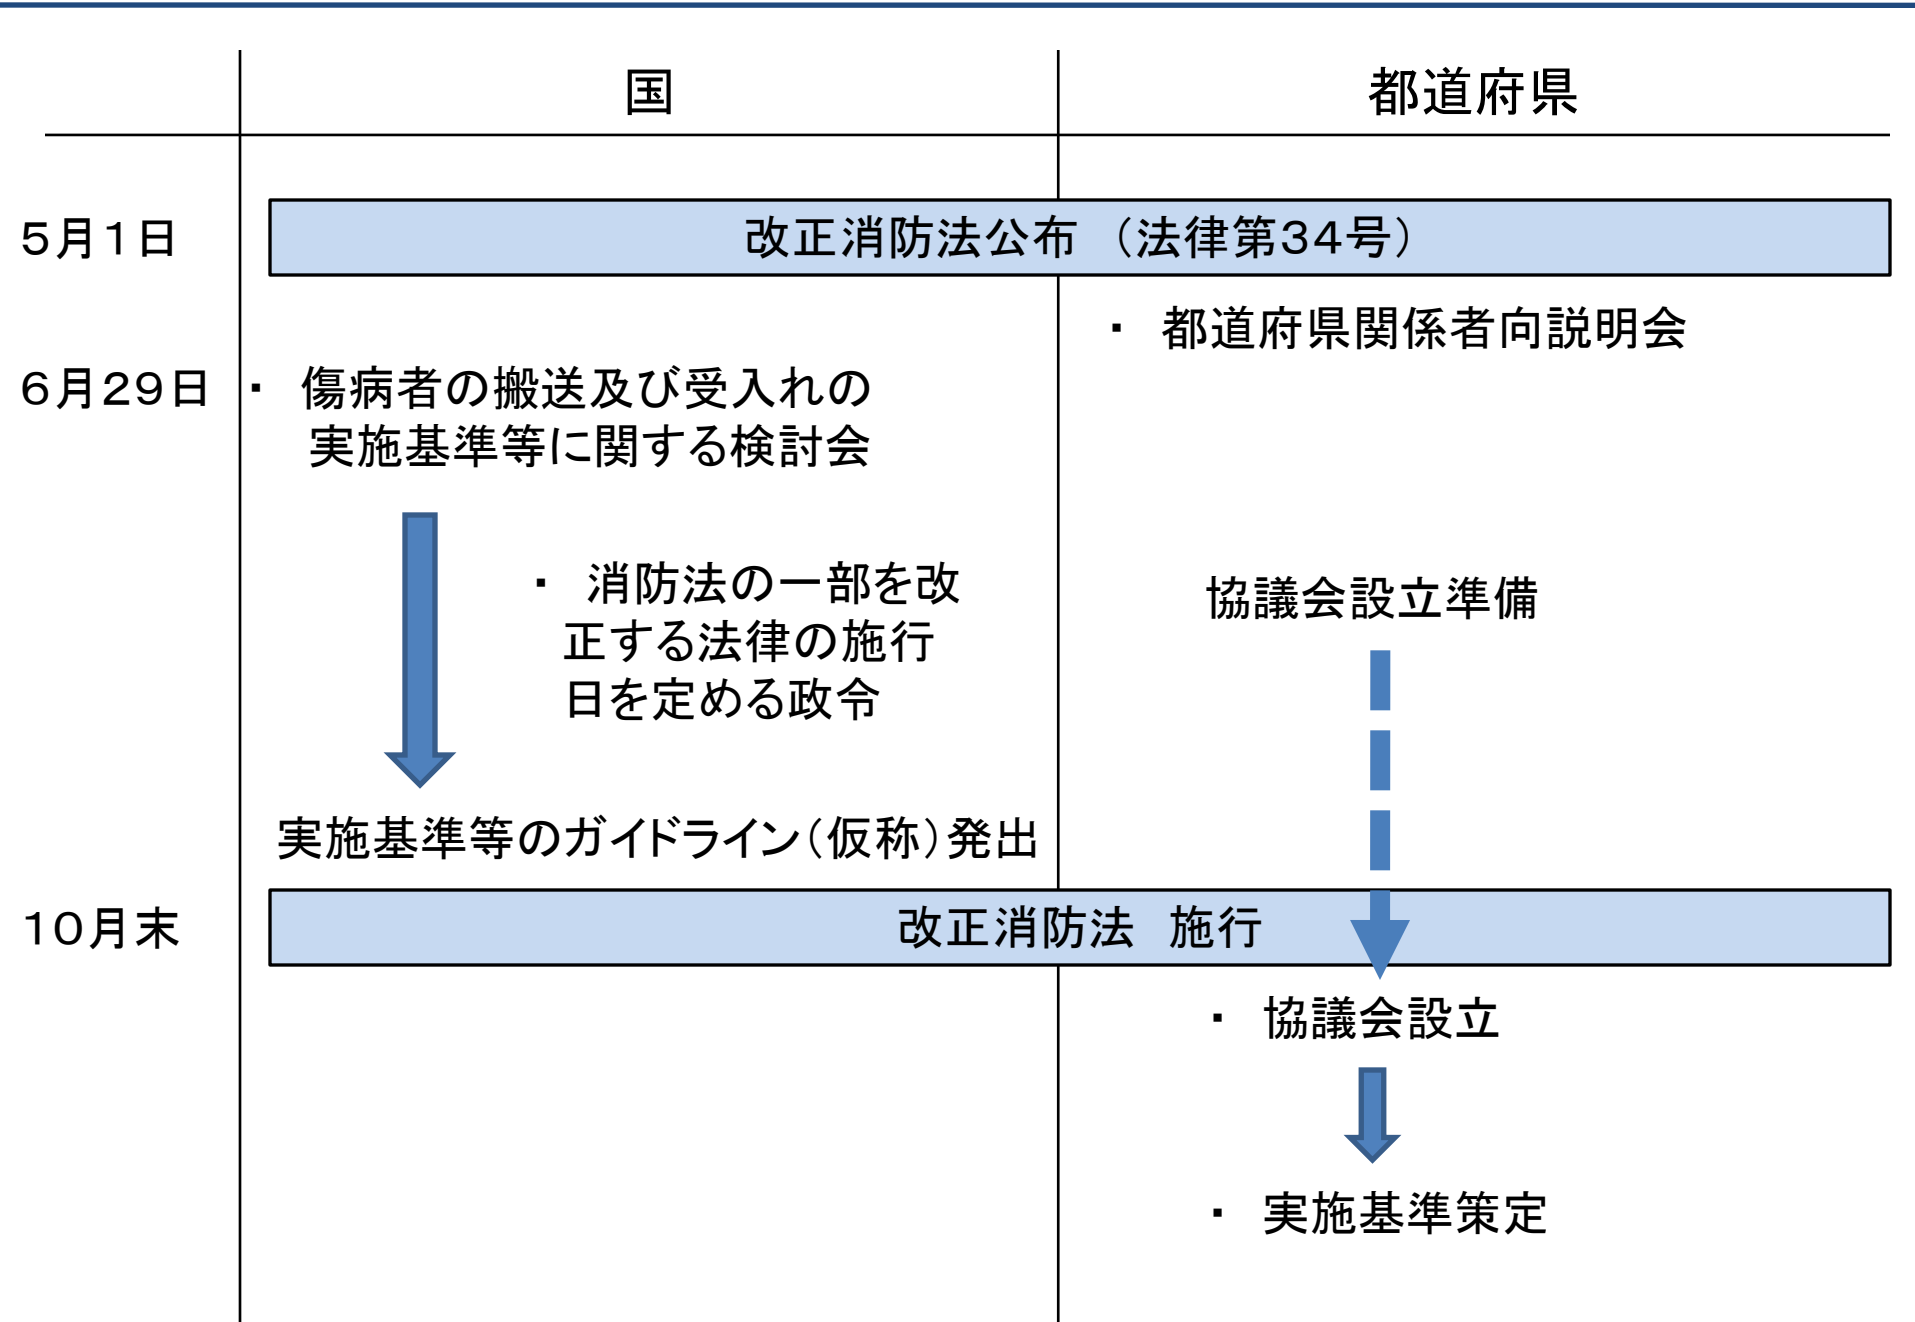 国
都道府県
５月１日
改正消防法公布 （法律第３４号）
・ 都道府県関係者向説明会
６月２９日
・ 傷病者の搬送及び受入れの
実施基準等に関する検討会
・ 消防法の一部を改
正する法律の施行
日を定める政令
協議会設立準備
実施基準等のガイドライン（仮称）発出
１０月末
改正消防法 施行
・ 協議会設立
・ 実施基準策定